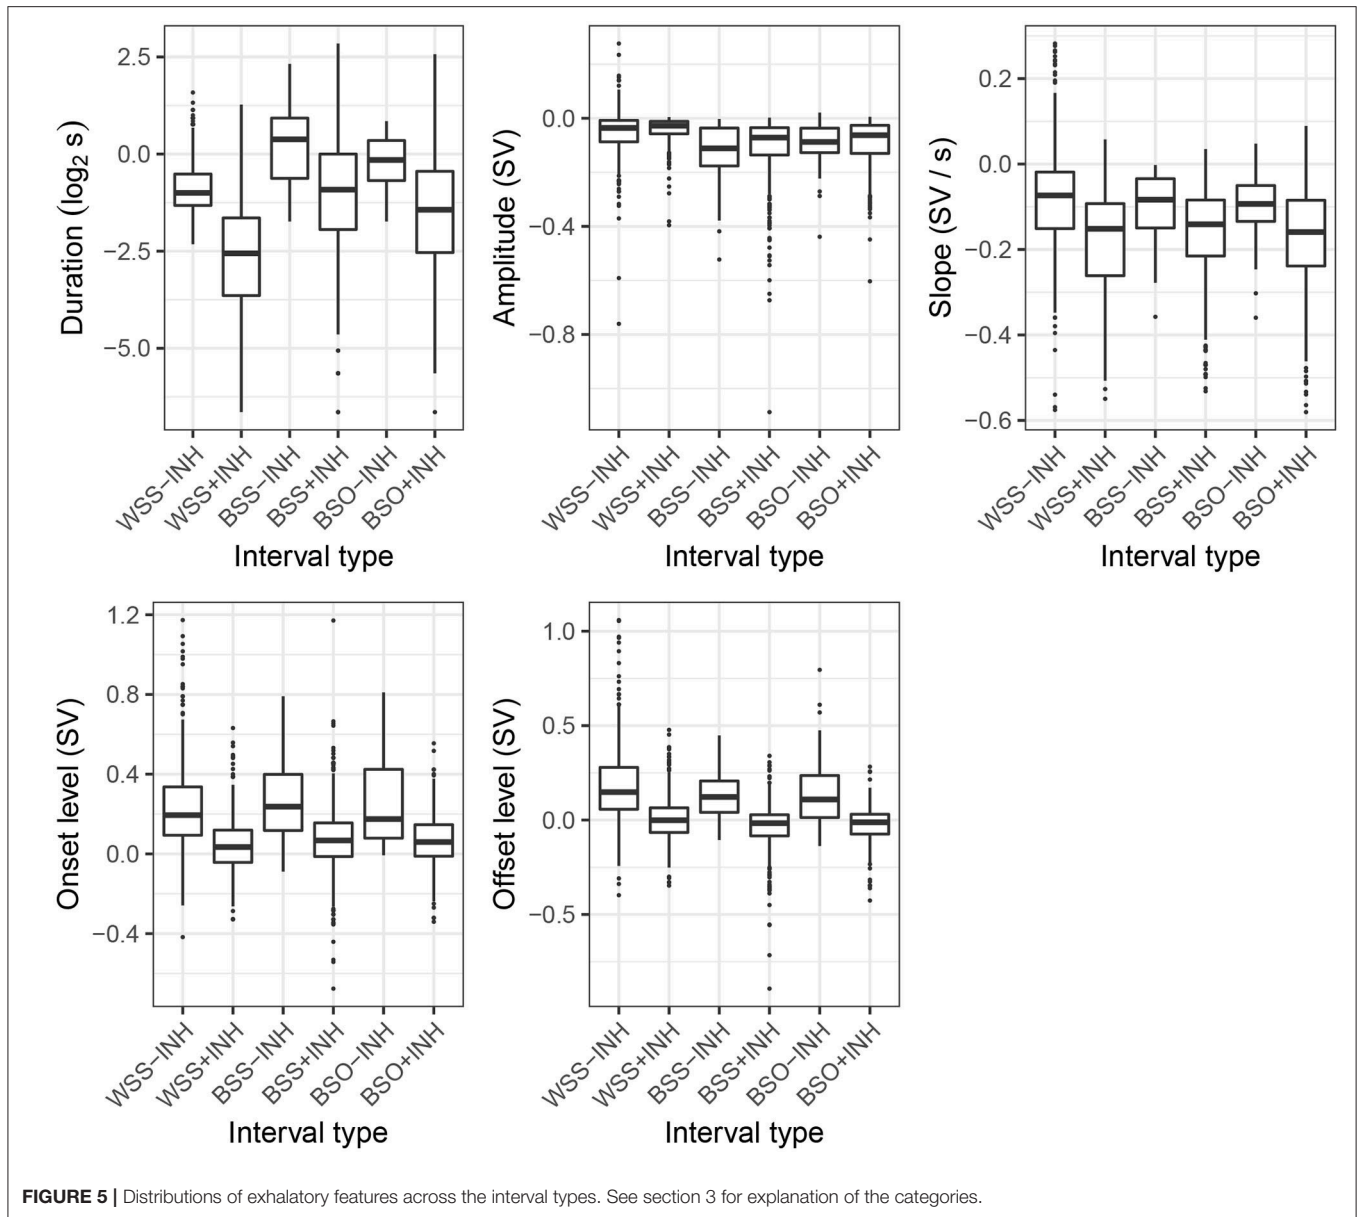 Duration (log2 s)
2.5
0.0
−2.5
−5.0
WSS−INH
WSS+INH
BSS−INH
BSS+INH
BSO−INH
BSO+INH
Interval type
Amplitude (SV)
0.0
−0.4
−0.8
WSS−INH
WSS+INH
BSS−INH
BSS+INH
BSO−INH
BSO+INH
Interval type
Slope (SV / s)
0.2
0.0
−0.2
−0.4
−0.6
WSS−INH
WSS+INH
BSS−INH
BSS+INH
BSO−INH
BSO+INH
Interval type
Onset level (SV)
1.2
0.8
0.4
0.0
−0.4
WSS−INH
WSS+INH
BSS−INH
BSS+INH
BSO−INH
BSO+INH
Interval type
Offset level (SV)
1.0
0.5
0.0
−0.5
WSS−INH
WSS+INH
BSS−INH
BSS+INH
BSO−INH
BSO+INH
Interval type
FIGURE 5 | Distributions of exhalatory features across the interval types. See section 3 for explanation of the categories.